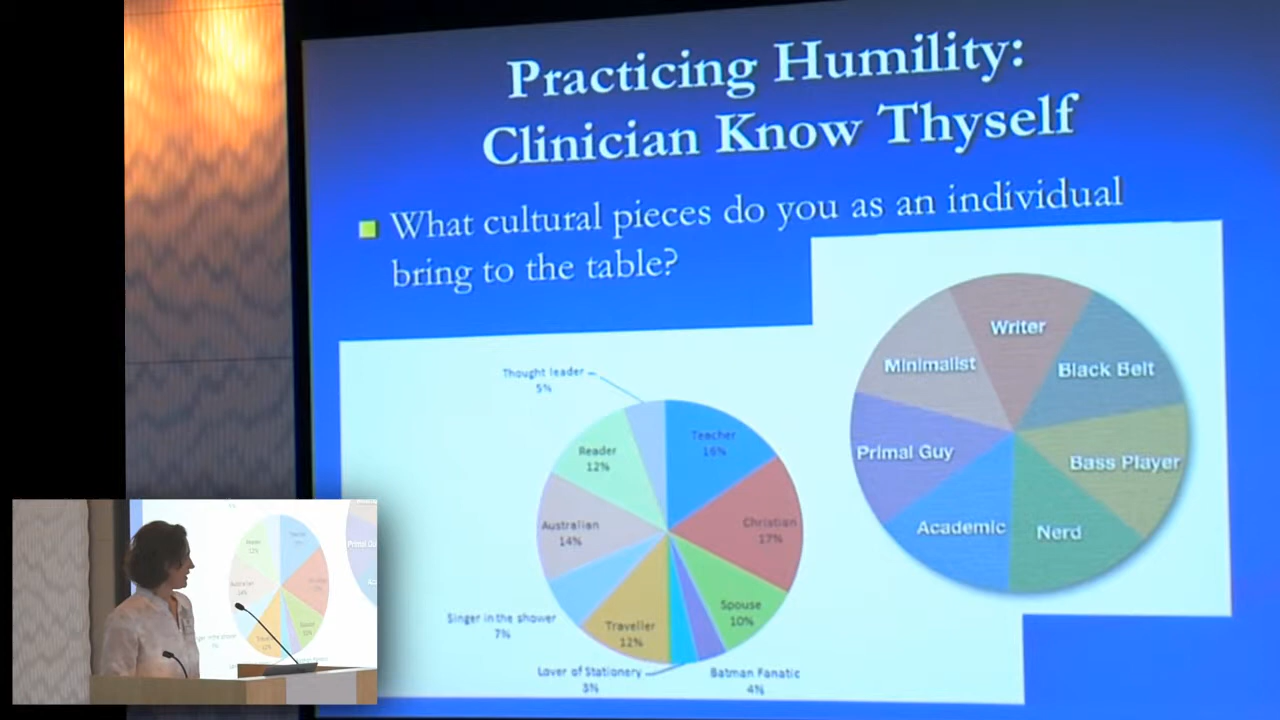 Practicing Humility:
Clinician Know Thyself
What cultural pieces do you as an individual
bring to the table?
Thought leader
5%
Teacher
16%
Reader
12%
Christian
17%
Australian
14%
Spouse
10%
Singer in the shower
7%
Traveller
12%
Lover of Stationery
3%
Batman Fanatic
4%
Writer
Minimalist
Black Belt
Primal Guy
Bass Player
Academic
Nerd